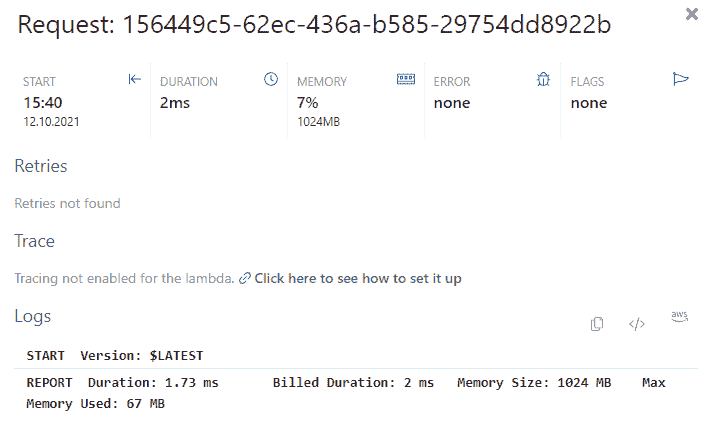 Request: 156449c5-62ec-436a-b585-29754dd8922b
START
15:40
12.10.2021
DURATION
2ms
MEMORY
7%
1024MB
ERROR
none
FLAGS
none
Retries
Retries not found
Trace
Tracing not enabled for the lambda. Click here to see how to set it up
Logs
aws
START Version: $LATEST
REPORT Duration: 1.73 ms Billed Duration: 2 ms Memory Size: 1024 MB Max
Memory Used: 67 MB